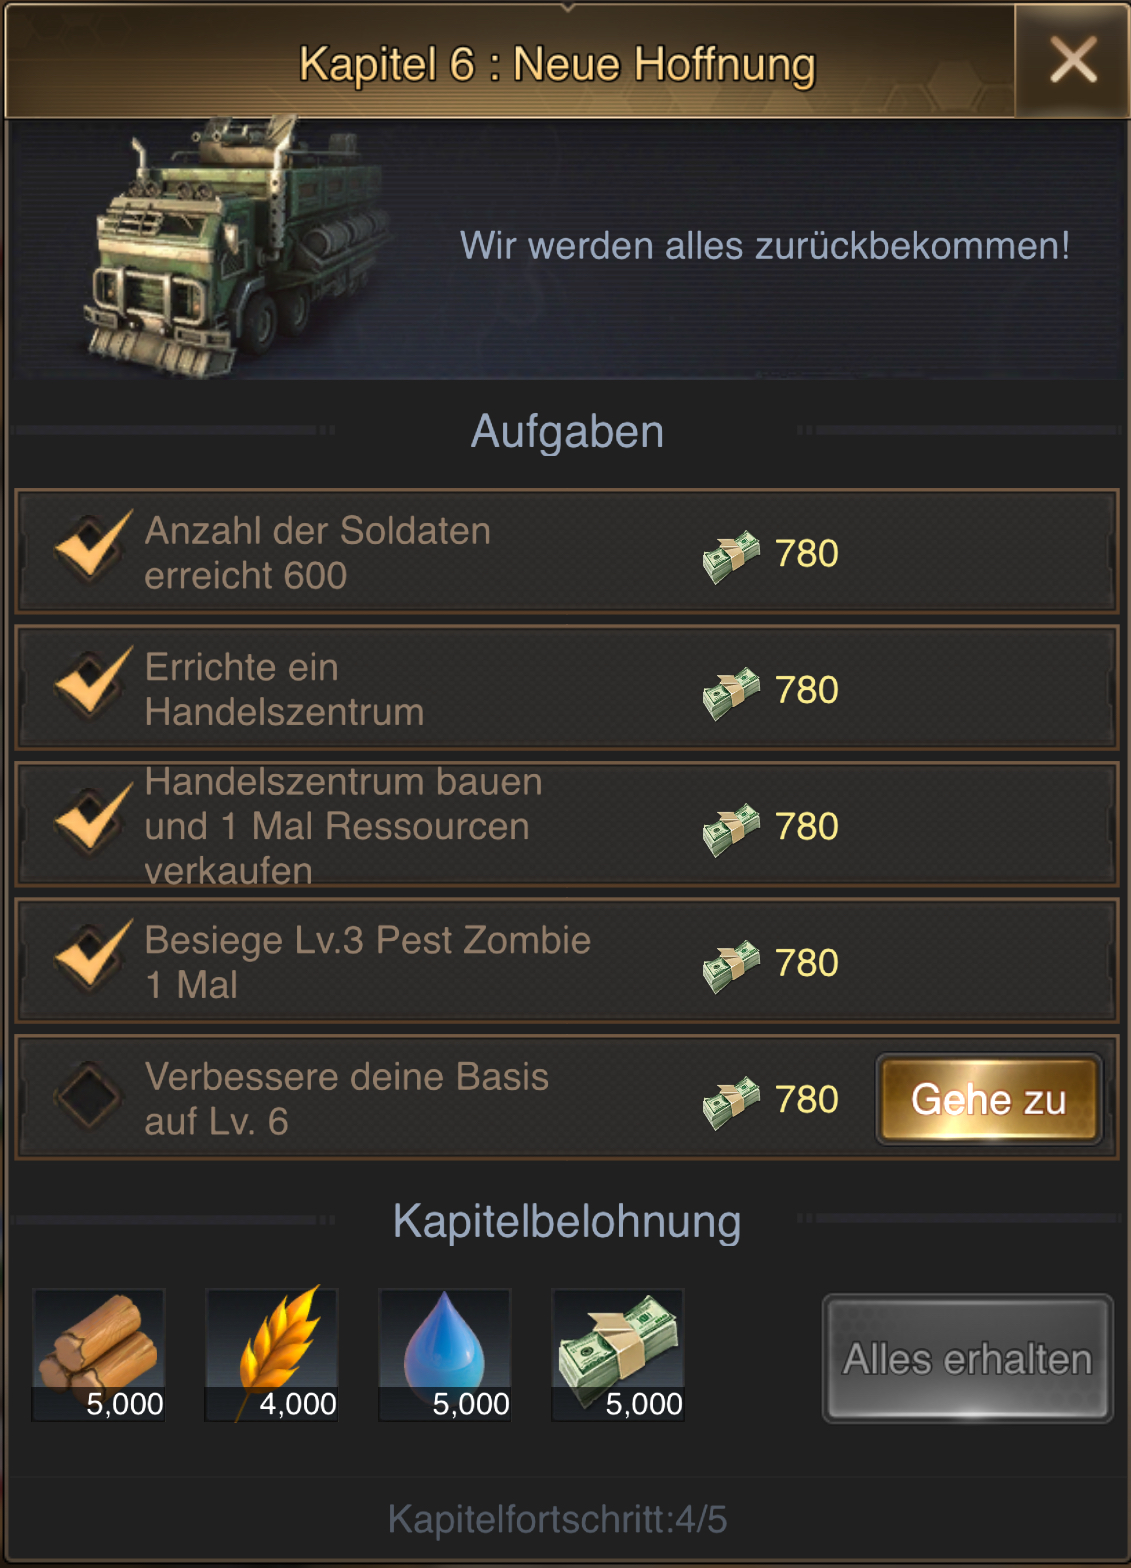 Kapitel 6 : Neue Hoffnung
Wir werden alles zurückbekommen!
Aufgaben
Anzahl der Soldaten
erreicht 600
780
Errichte ein
Handelszentrum
780
Handelszentrum bauen
und 1 Mal Ressourcen
verkaufen
780
Besiege Lv.3 Pest Zombie
1 Mal
780
Verbessere deine Basis
auf Lv. 6
780
Gehe zu
Kapitelbelohnung
5,000
4,000
5,000
5,000
Alles erhalten
Kapitelfortschritt:4/5